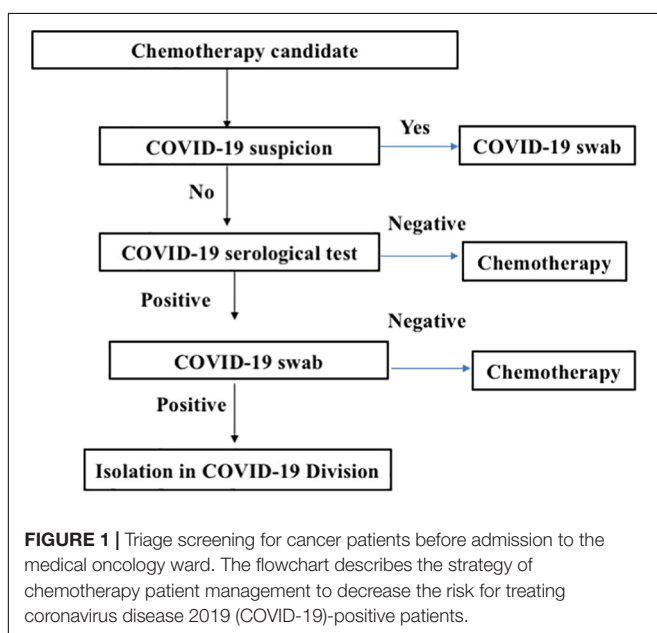 Chemotherapy candidate
Yes
COVID-19 suspicion
COVID-19 swab
No
Negative
COVID-19 serological test
Chemotherapy
Positive
Negative
COVID-19 swab
Chemotherapy
Positive
Isolation in COVID-19 Division
FIGURE 1 | Triage screening for cancer patients before admission to the
medical oncology ward. The flowchart describes the strategy of
chemotherapy patient management to decrease the risk for treating
coronavirus disease 2019 (COVID-19)-positive patients.